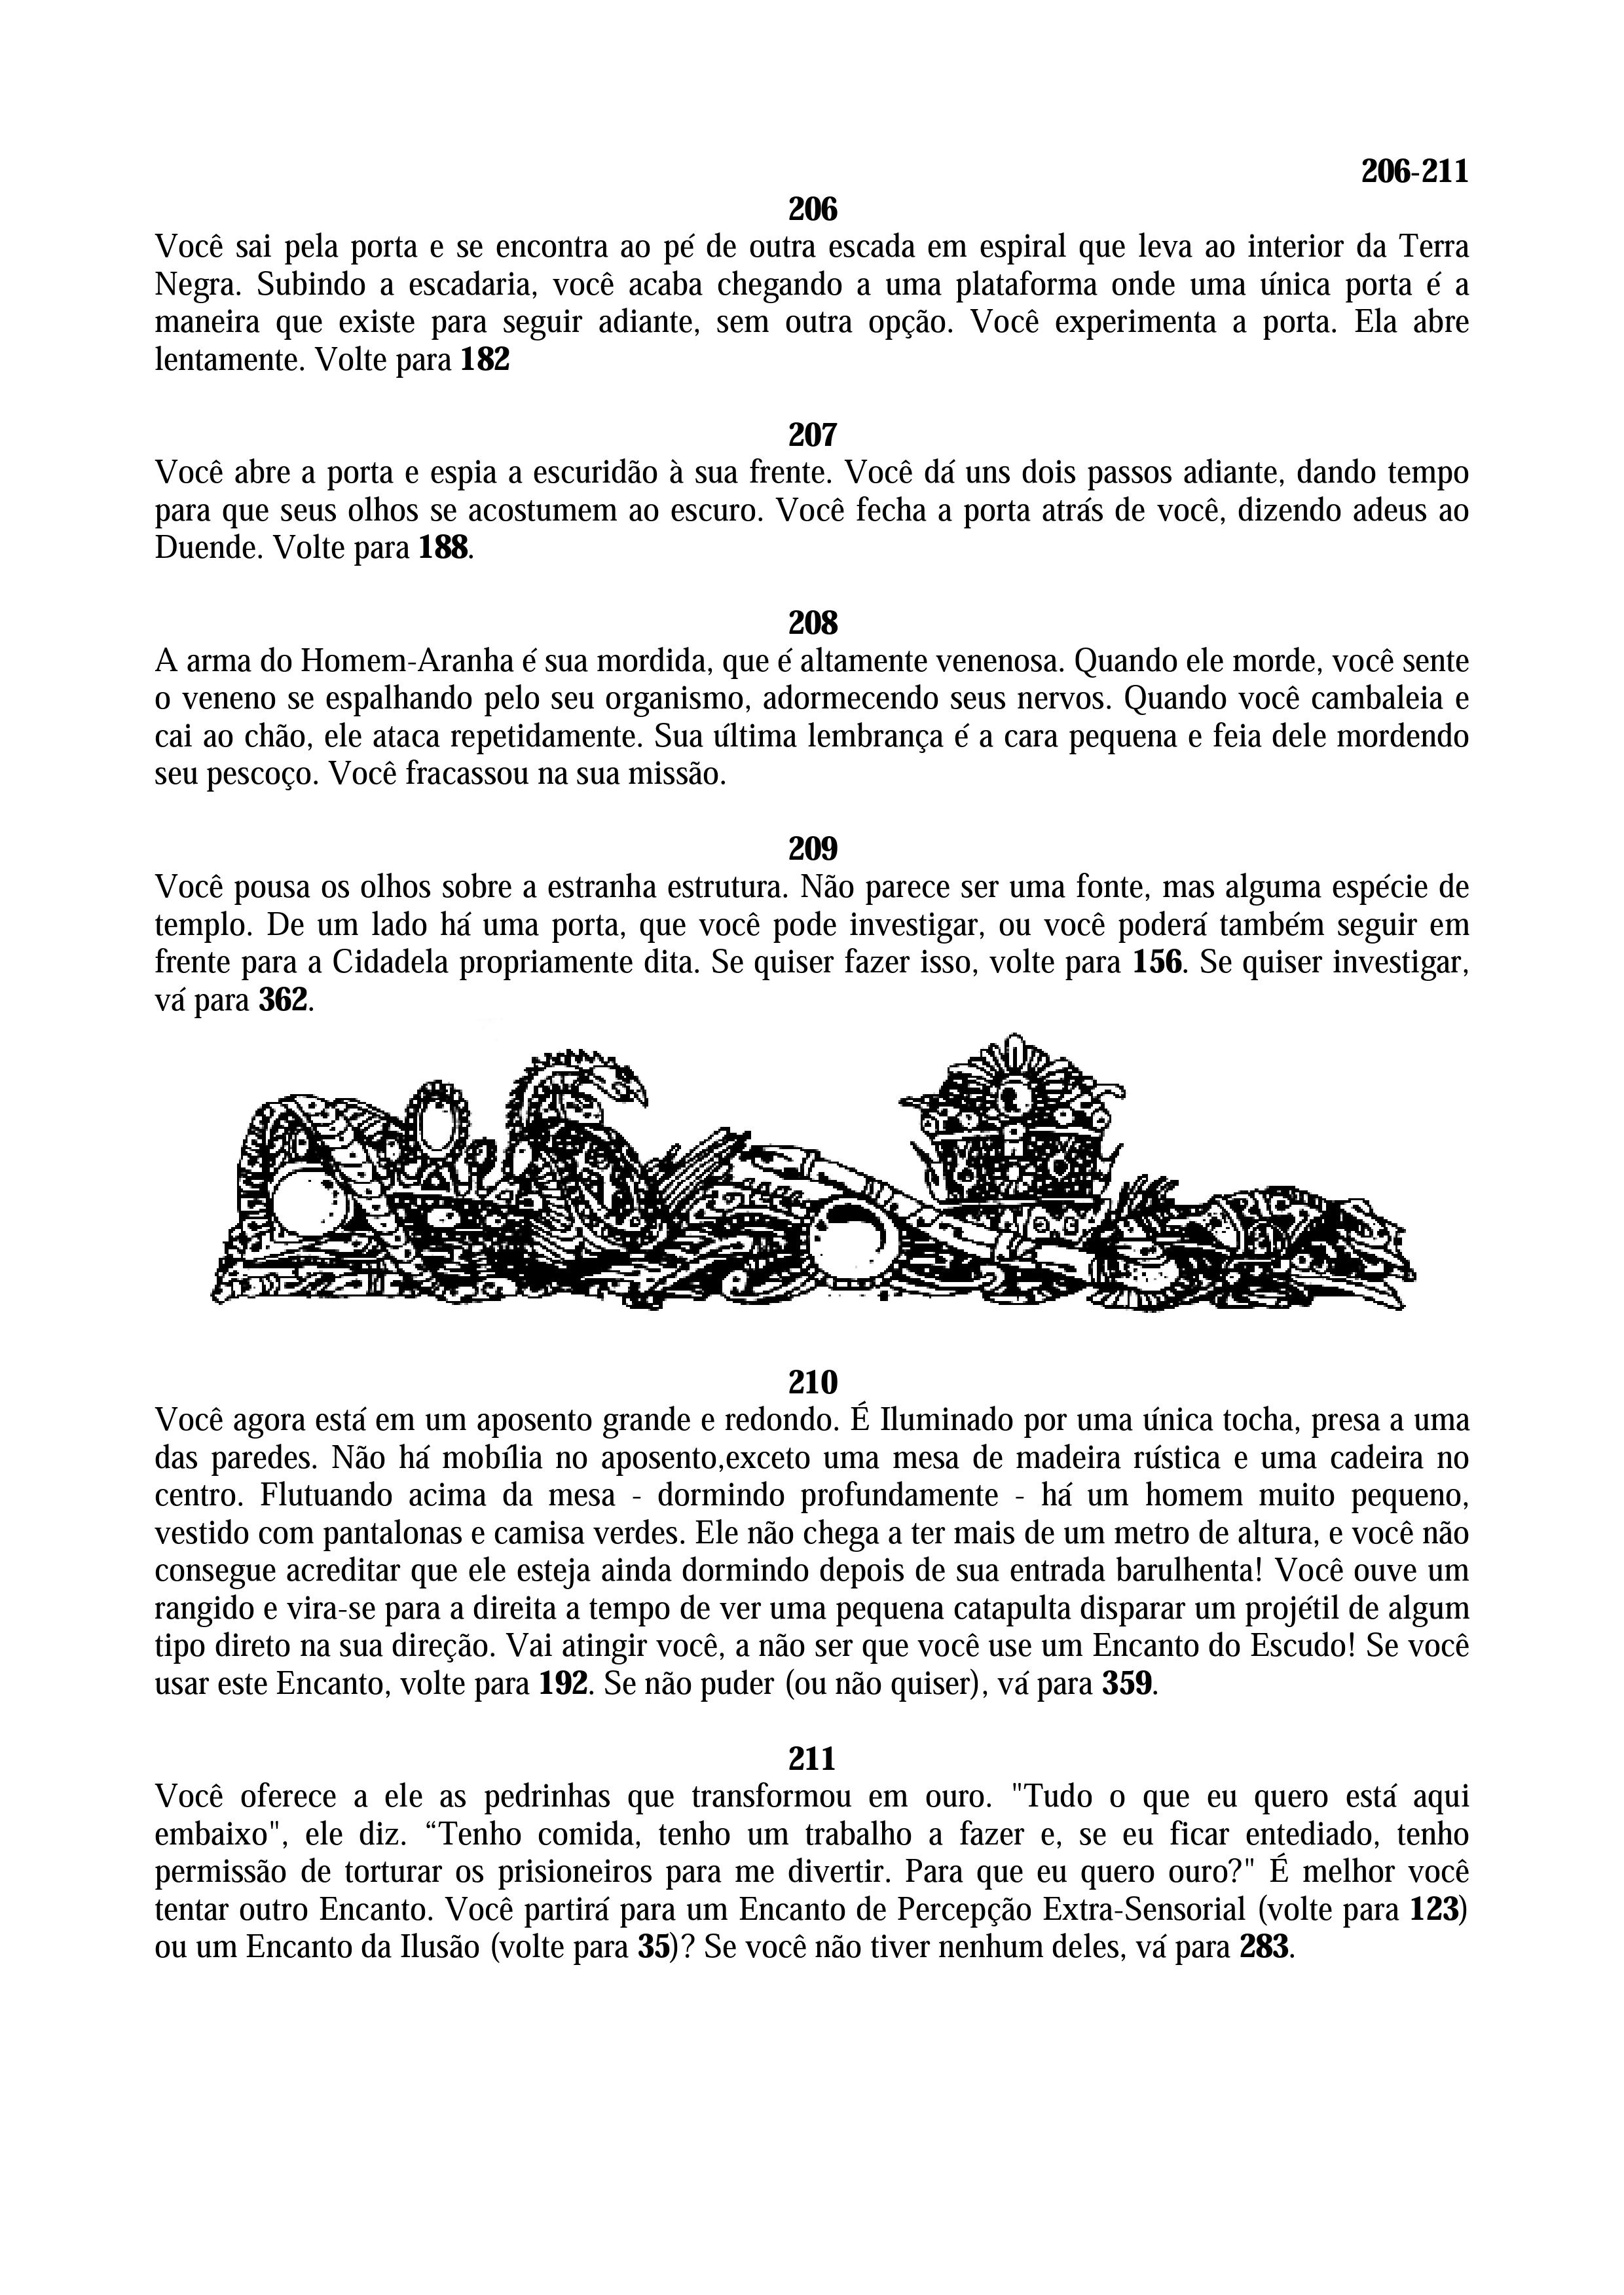 206-211
206
Você sai pela porta e se encontra ao pé de outra escada em espiral que leva ao interior da Terra
Negra. Subindo a escadaria, você acaba chegando a uma plataforma onde uma única porta é a
maneira que existe para seguir adiante, sem outra opção. Você experimenta a porta. Ela abre
lentamente. Volte para 182
207
Você abre a porta e espia a escuridão à sua frente. Você dá uns dois passos adiante, dando tempo
para que seus olhos se acostumem ao escuro. Você fecha a porta atrás de você, dizendo adeus ao
Duende. Volte para 188.
208
A arma do Homem-Aranha é sua mordida, que é altamente venenosa. Quando ele morde, você sente
o veneno se espalhando pelo seu organismo, adormecendo seus nervos. Quando você cambaleia e
cai ao chão, ele ataca repetidamente. Sua última lembrança é a cara pequena e feia dele mordendo
seu pescoço. Você fracassou na sua missão.
209
Você pousa os olhos sobre a estranha estrutura. Não parece ser uma fonte, mas alguma espécie de
templo. De um lado há uma porta, que você pode investigar, ou você poderá também seguir em
frente para a Cidadela propriamente dita. Se quiser fazer isso, volte para 156. Se quiser investigar,
vá para 362.
210
Você agora está em um aposento grande e redondo. É Iluminado por uma única tocha, presa a uma
das paredes. Não há mobília no aposento,exceto uma mesa de madeira rústica e uma cadeira no
centro. Flutuando acima da mesa - dormindo profundamente - há um homem muito pequeno,
vestido com pantalonas e camisa verdes. Ele não chega a ter mais de um metro de altura, e você não
consegue acreditar que ele esteja ainda dormindo depois de sua entrada barulhenta! Você ouve um
rangido e vira-se para a direita a tempo de ver uma pequena catapulta disparar um projétil de algum
tipo direto na sua direção. Vai atingir você, a não ser que você use um Encanto do Escudo! Se você
usar este Encanto, volte para 192. Se não puder (ou não quiser), vá para 359.
211
Você oferece a ele as pedrinhas que transformou em ouro. "Tudo o que eu quero está aqui
embaixo", ele diz. “Tenho comida, tenho um trabalho a fazer e, se eu ficar entediado, tenho
permissão de torturar os prisioneiros para me divertir. Para que eu quero ouro?" É melhor você
tentar outro Encanto. Você partirá para um Encanto de Percepção Extra-Sensorial (volte para 123)
ou um Encanto da Ilusão (volte para 35)? Se você não tiver nenhum deles, vá para 283.